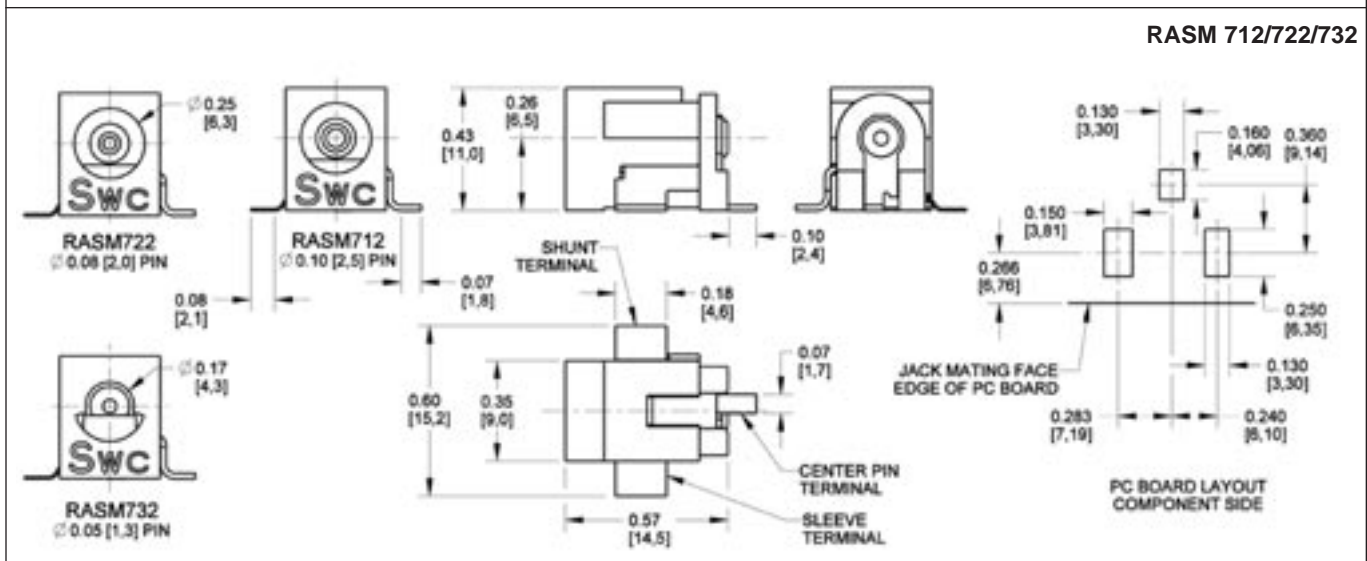 RASM 712/722/732
Ø 0.25
[6,3]
SWC
RASM722
Ø 0.08 [2,0] PIN
SWC
RASM712
Ø 0.10 [2,5] PIN
0.08
[2,1]
0.07
[1,8]
0.43
[11,0]
0.26
[6,5]
0.10
[2,4]
SHUNT
TERMINAL
0.18
[4,6]
0.60
[15,2]
0.35
[9,0]
0.07
[1,7]
CENTER PIN
TERMINAL
SLEEVE
TERMINAL
0.57
[14,5]
Ø 0.17
[4,3]
SWC
RASM732
Ø 0.05 [1,3] PIN
0.130
[3,30]
0.160
[4,06]
0.360
[9,14]
0.150
[3,81]
0.266
[6,76]
0.250
[6,35]
JACK MATING FACE
EDGE OF PC BOARD
0.130
[3,30]
0.283
[7,19]
0.240
[6,10]
PC BOARD LAYOUT
COMPONENT SIDE